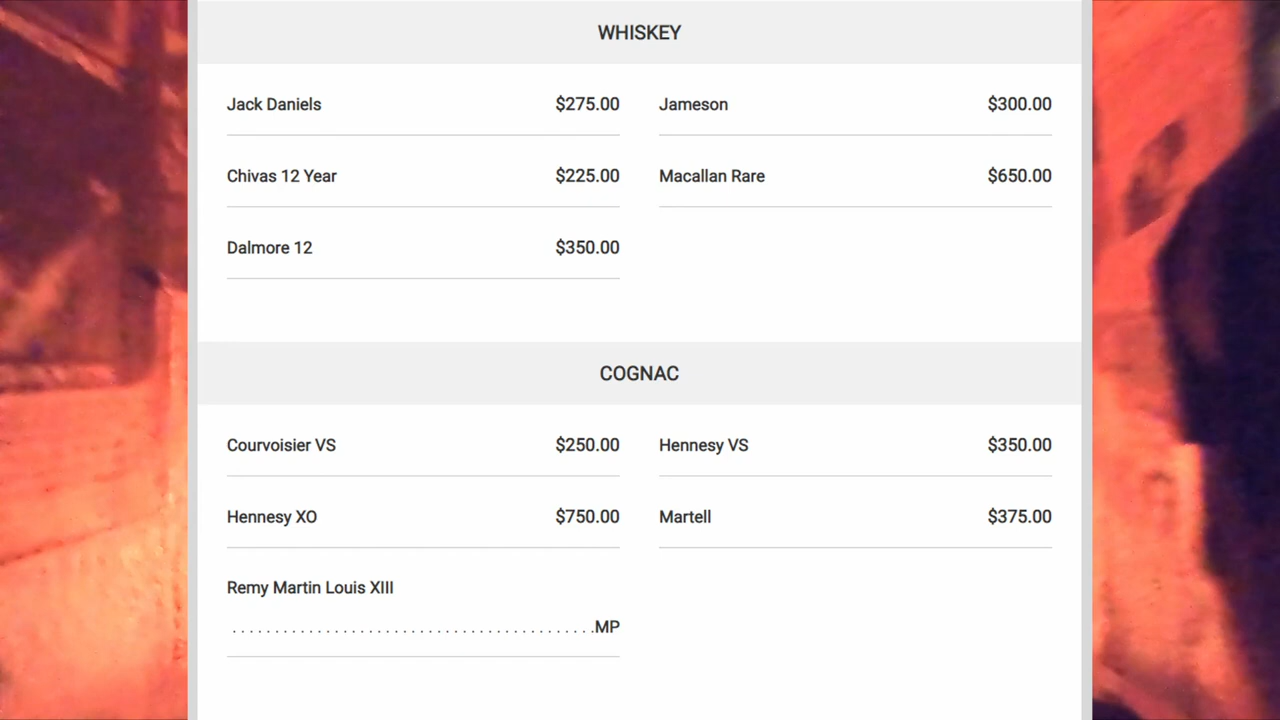 WHISKEY
Jack Daniels $275.00 Jameson $300.00
Chivas 12 Year $225.00 Macallan Rare $650.00
Dalmore 12 $350.00
COGNAC
Courvoisier VS $250.00 Hennesy VS $350.00
Hennesy XO $750.00 Martell $375.00
Remy Martin Louis XIII
. . . . . . . . . . . . . . . . . . . . . . . . . . . . . . . . . . . . . . . . . . .MP